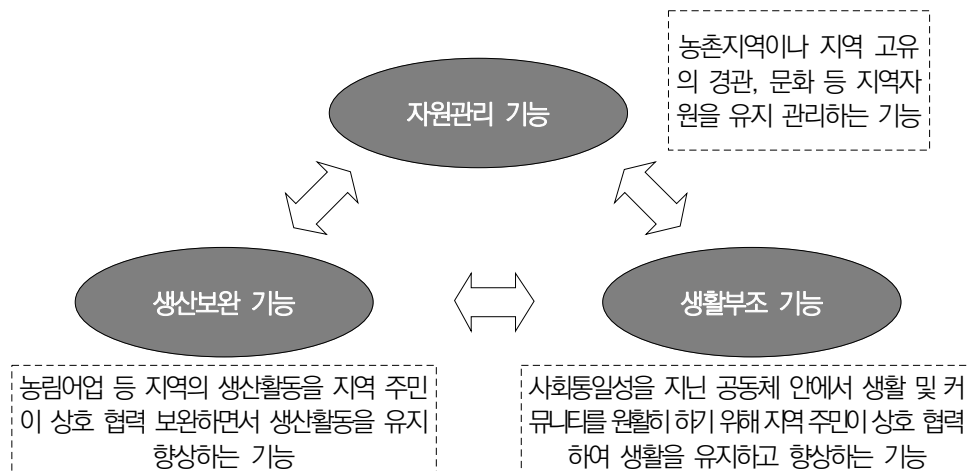 농촌지역이나 지역 고유
의 경관, 문화 등 지역자
원을 유지 관리하는 기능
자원관리 기능
생산보완 기능
생활부조 기능
농림어업 등 지역의 생산활동을 지역 주민
이 상호 협력 보완하면서 생산활동을 유지
향상하는 기능
사회통일성을 지닌 공동체 안에서 생활 및 커
뮤니티를 원활히 하기 위해 지역 주민이 상호 협력
하여 생활을 유지하고 향상하는 기능